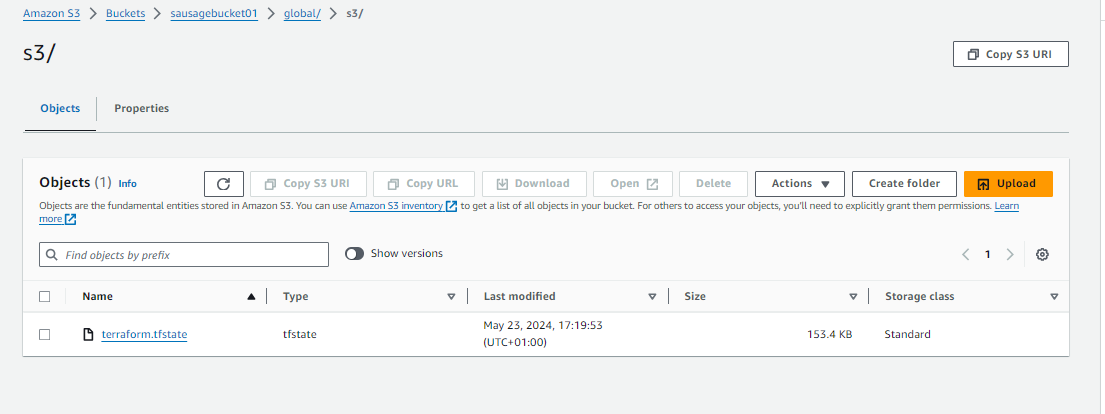 Amazon S3 > Buckets > sausagebucket01 > global/ > s3/
s3/
Copy S3 URI
Objects Properties
Objects (1) Info Copy S3 URI Copy URL Download Open Delete Actions Create folder Upload
Objects are the fundamental entities stored in Amazon S3. You can use Amazon S3 inventory to get a list of all objects in your bucket. For others to access your objects, you'll need to explicitly grant them permissions. Learn
more
Find objects by prefix Show versions 1
Name Type Last modified Size Storage class
terraform.tfstate tfstate May 23, 2024, 17:19:53 153.4 KB Standard
(UTC+01:00)